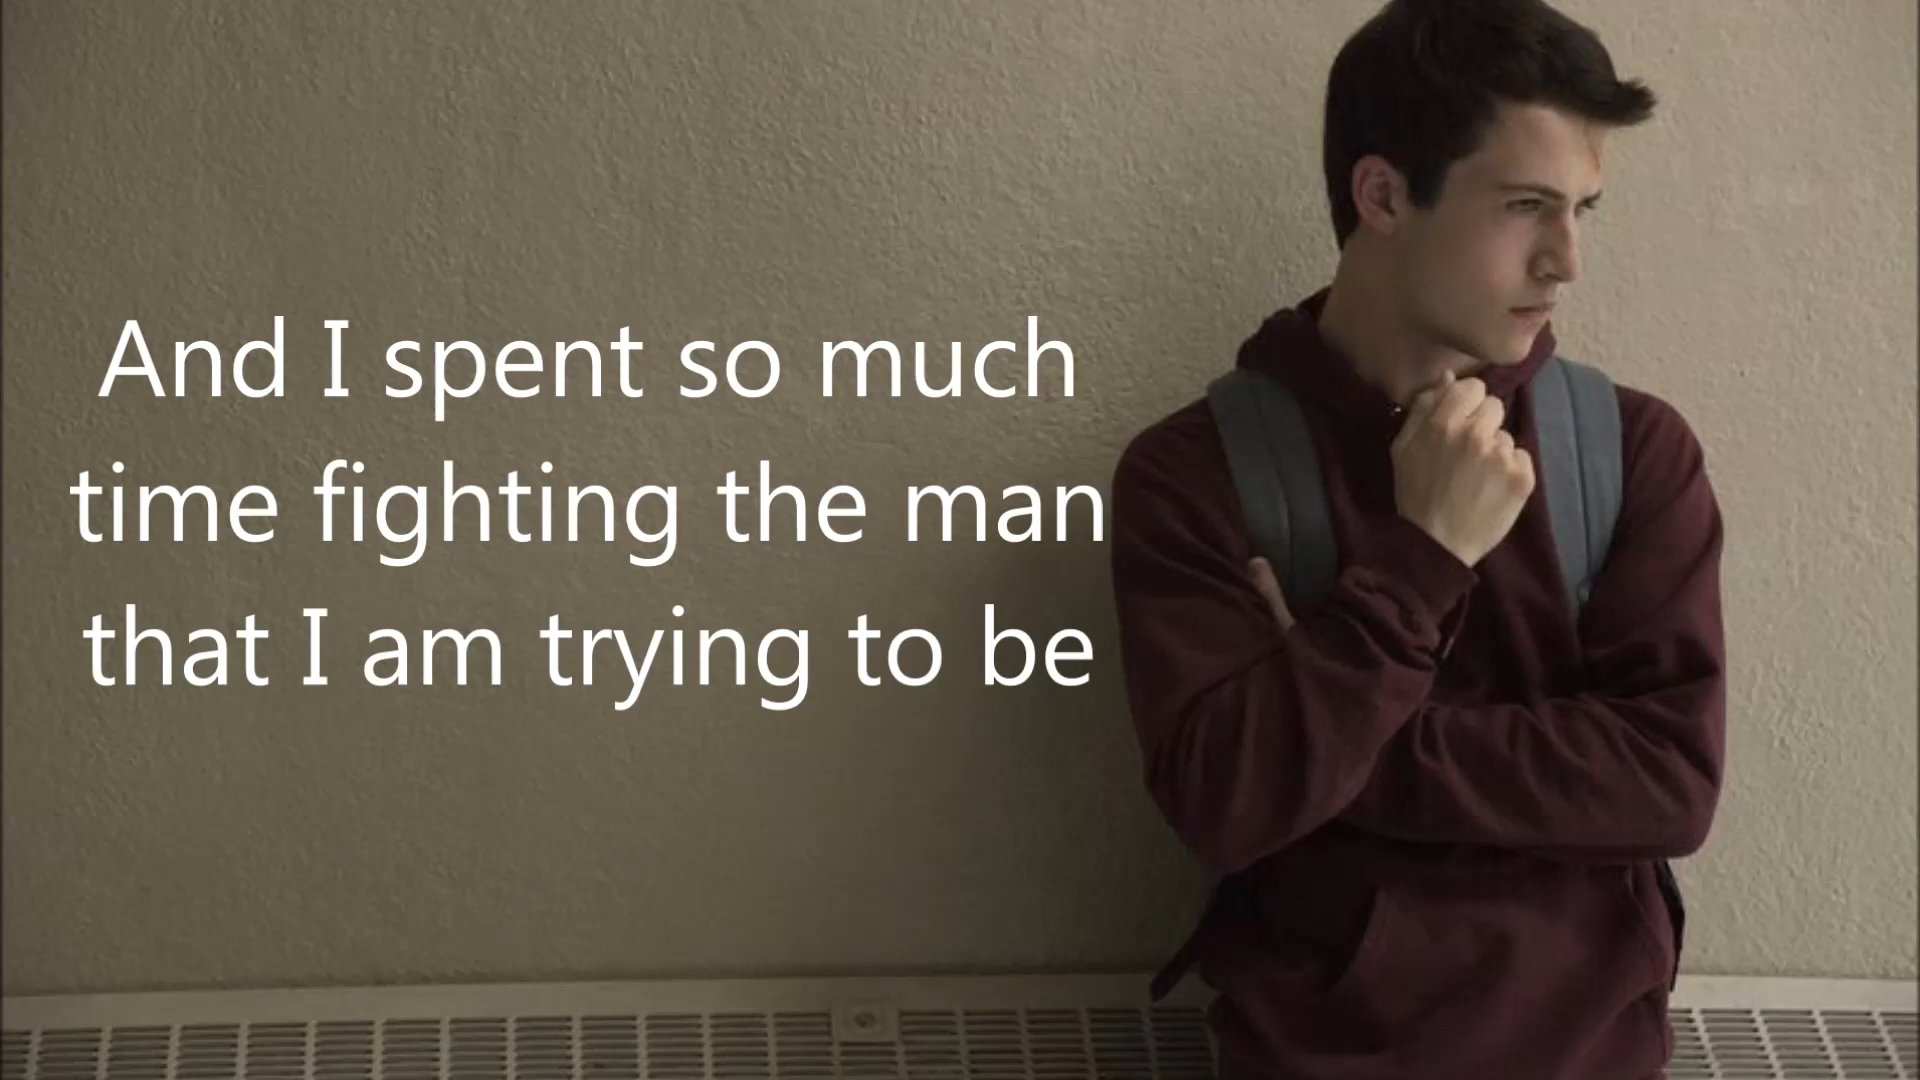 And I spent so much
time fighting the man
that I am trying to be